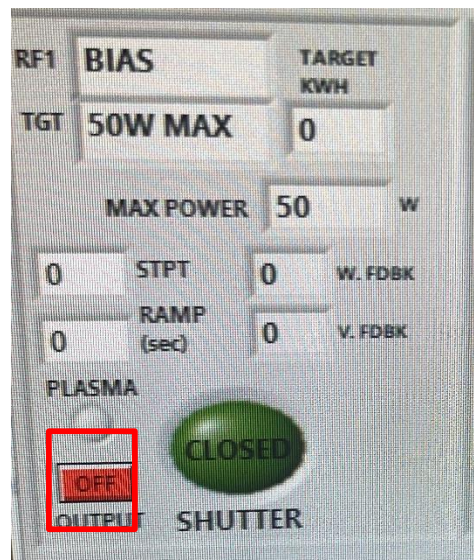 RF1 BIAS TARGET
KWH
TGT 50W MAX 0
MAX POWER 50 W
0 STPT 0 W. FDBK
0 RAMP (sec) 0 V. FDBK
PLASMA
CLOSED
OFF
OUTPUT SHUTTER